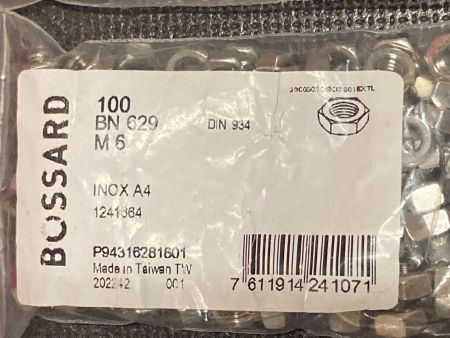 BOSSARD
100
BN 629
DIN 934
M 6
INOX A4
1241664
P94316281601
Made in Taiwan TW
202242 001
7 611914 241071